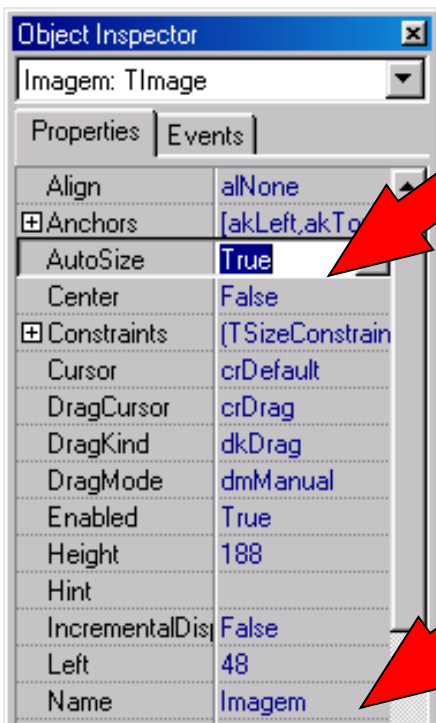 Object Inspector
Imagem: TImage
Properties Events
Align alNone
Anchors [akLeft,akTo
AutoSize True
Center False
Constraints (TSizeConstrain
Cursor crDefault
DragCursor crDrag
DragKind dkDrag
DragMode dmManual
Enabled True
Height 188
Hint
IncrementalDisp False
Left 48
Name Imagem